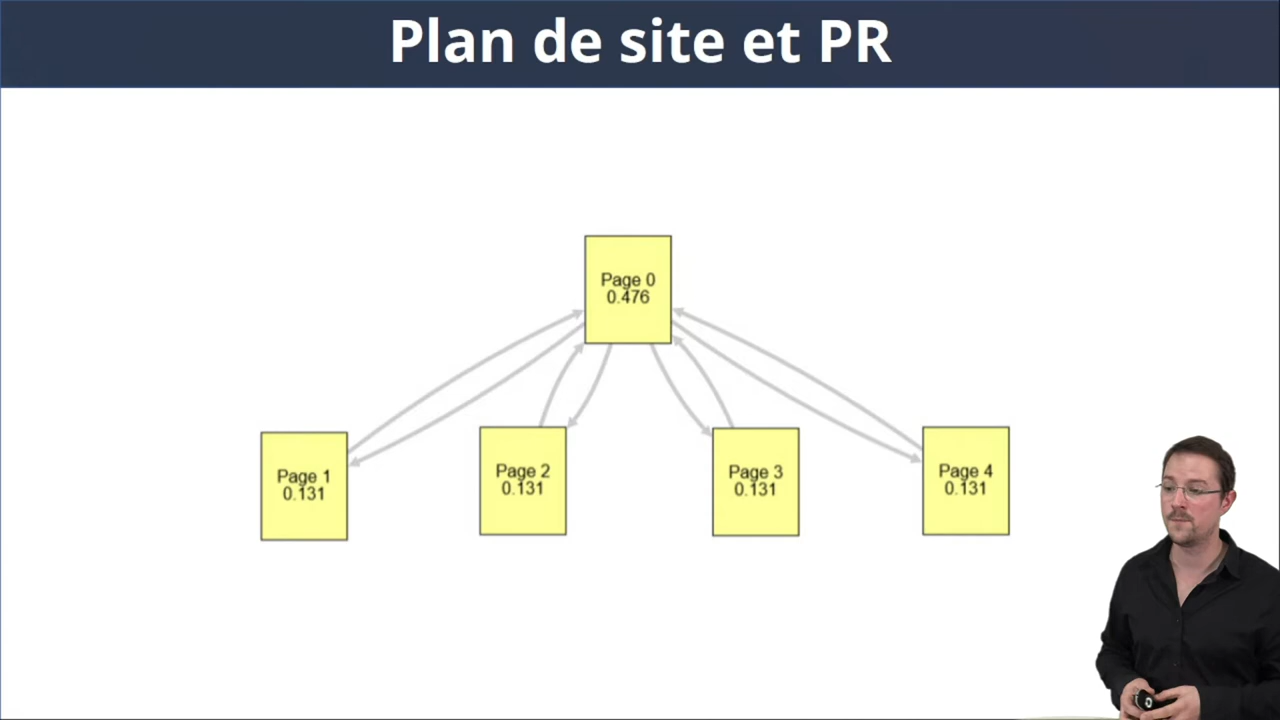 Plan de site et PR
Page 0
0.476
Page 1
0.131
Page 2
0.131
Page 3
0.131
Page 4
0.131